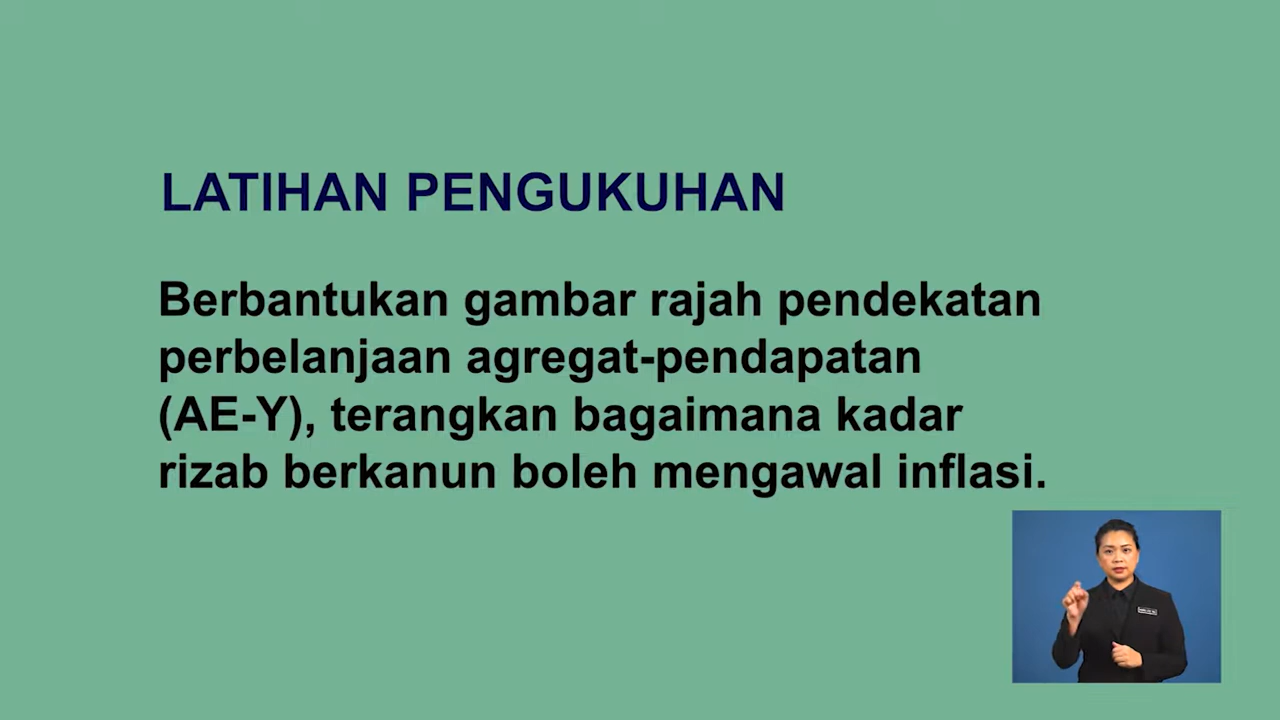 LATIHAN PENGUKUHAN
Berbantukan gambar rajah pendekatan
perbelanjaan agregat-pendapatan
(AE-Y), terangkan bagaimana kadar
rizab berkanun boleh mengawal inflasi.